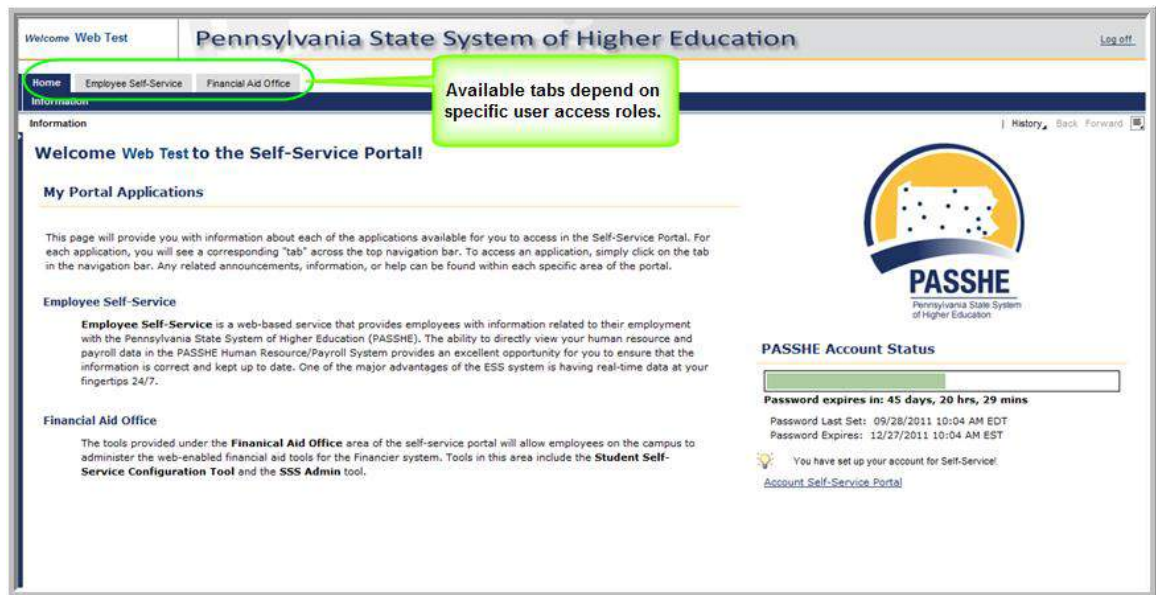 Welcome Web Test
Pennsylvania State System of Higher Education
Log off
Home Employee Self-Service Financial Aid Office
Available tabs depend on
specific user access roles.
Information
Information
History Back Forward
Welcome Web Test to the Self-Service Portal!
My Portal Applications
This page will provide you with information about each of the applications available for you to access in the Self-Service Portal. For
each application, you will see a corresponding "tab" across the top navigation bar. To access an application, simply click on the tab
in the navigation bar. Any related announcements, information, or help can be found within each specific area of the portal.
Employee Self-Service
Employee Self-Service is a web-based service that provides employees with information related to their employment
with the Pennsylvania State System of Higher Education (PASSHE). The ability to directly view your human resource and
payroll data in the PASSHE Human Resource/Payroll System provides an excellent opportunity for you to ensure that the
information is correct and kept up to date. One of the major advantages of the ESS system is having real-time data at your
fingertips 24/7.
Financial Aid Office
The tools provided under the Finanical Aid Office area of the self-service portal will allow employees on the campus to
administer the web-enabled financial aid tools for the Financier system. Tools in this area include the Student Self-
Service Configuration Tool and the SSS Admin tool.
PASSHE
Pennsylvania State System
of Higher Education
PASSHE Account Status
Password expires in: 45 days, 20 hrs, 29 mins
Password Last Set: 09/28/2011 10:04 AM EDT
Password Expires: 12/27/2011 10:04 AM EST
You have set up your account for Self-Service!
Account Self-Service Portal